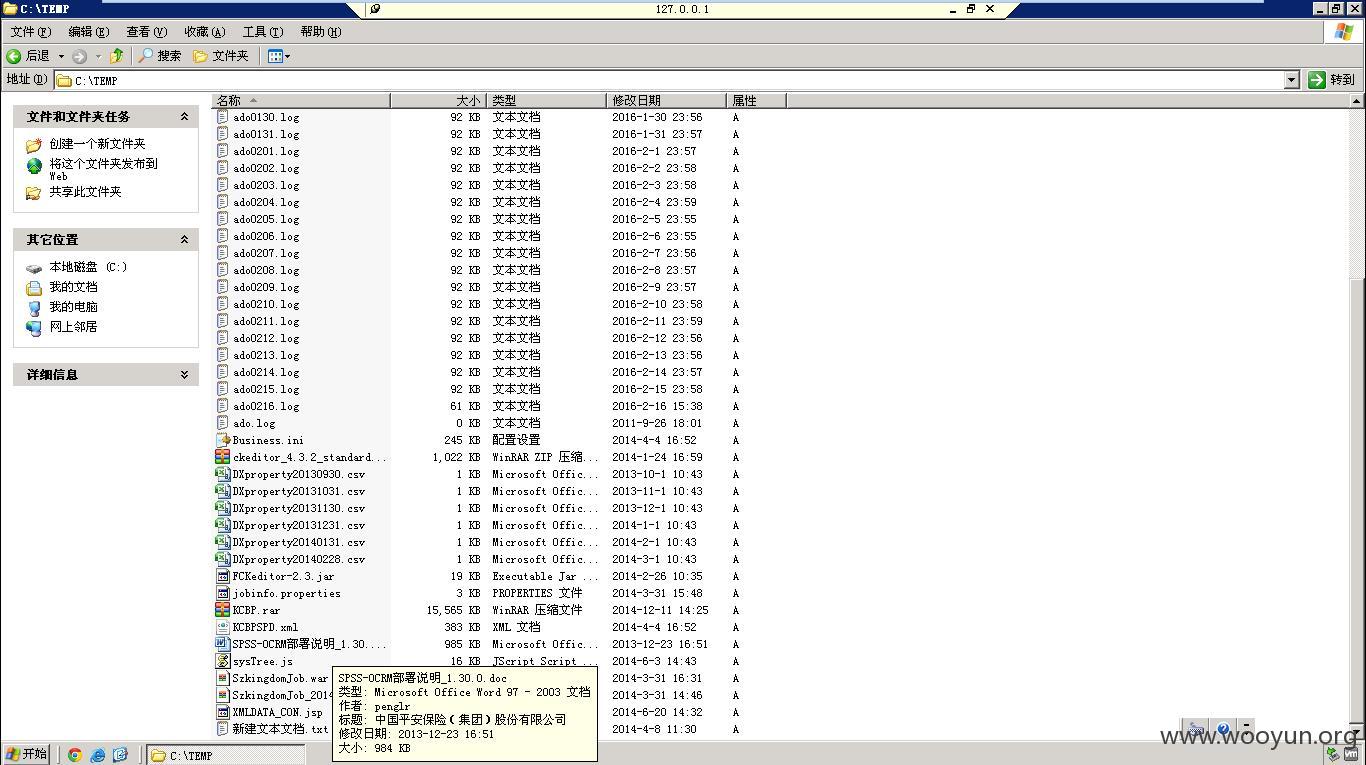 C:\TEMP
127.0.0.1
文件(F) 编辑(E) 查看(V) 收藏(A) 工具(T) 帮助(H)
后退 搜索 文件夹
地址(D) C:\TEMP 转到
文件和文件夹任务
创建一个新文件夹
将这个文件夹发布到
Web
共享此文件夹
其它位置
本地磁盘 (C:)
我的文档
我的电脑
网上邻居
详细信息
名称 大小 类型 修改日期 属性
ado0130.log 92 KB 文本文档 2016-1-30 23:56 A
ado0131.log 92 KB 文本文档 2016-1-31 23:57 A
ado0201.log 92 KB 文本文档 2016-2-1 23:57 A
ado0202.log 92 KB 文本文档 2016-2-2 23:58 A
ado0203.log 92 KB 文本文档 2016-2-3 23:58 A
ado0204.log 92 KB 文本文档 2016-2-4 23:59 A
ado0205.log 92 KB 文本文档 2016-2-5 23:55 A
ado0206.log 92 KB 文本文档 2016-2-6 23:55 A
ado0207.log 92 KB 文本文档 2016-2-7 23:56 A
ado0208.log 92 KB 文本文档 2016-2-8 23:57 A
ado0209.log 92 KB 文本文档 2016-2-9 23:57 A
ado0210.log 92 KB 文本文档 2016-2-10 23:58 A
ado0211.log 92 KB 文本文档 2016-2-11 23:59 A
ado0212.log 92 KB 文本文档 2016-2-12 23:56 A
ado0213.log 92 KB 文本文档 2016-2-13 23:56 A
ado0214.log 92 KB 文本文档 2016-2-14 23:57 A
ado0215.log 92 KB 文本文档 2016-2-15 23:58 A
ado0216.log 61 KB 文本文档 2016-2-16 15:38 A
ado.log 0 KB 文本文档 2011-9-26 18:01 A
Business.ini 245 KB 配置设置 2014-4-4 16:52 A
ckeditor_4.3.2_standard... 1,022 KB WinRAR ZIP 压缩... 2014-1-24 16:59 A
DXproperty20130930.csv 1 KB Microsoft Offic... 2013-10-1 10:43 A
DXproperty20131031.csv 1 KB Microsoft Offic... 2013-11-1 10:43 A
DXproperty20131130.csv 1 KB Microsoft Offic... 2013-12-1 10:43 A
DXproperty20131231.csv 1 KB Microsoft Offic... 2014-1-1 10:43 A
DXproperty20140131.csv 1 KB Microsoft Offic... 2014-2-1 10:43 A
DXproperty20140228.csv 1 KB Microsoft Offic... 2014-3-1 10:43 A
FCKeditor-2.3.jar 19 KB Executable Jar ... 2014-2-26 10:35 A
jobinfo.properties 3 KB PROPERTIES 文件 2014-3-31 15:48 A
KCBP.rar 15,565 KB WinRAR 压缩文件 2014-12-11 14:25 A
KCBPSPD.xml 383 KB XML 文档 2014-4-4 16:52 A
SPSS-OCRM部署说明_1.30.... 985 KB Microsoft Offic... 2013-12-23 16:51 A
sysTree.js 16 KB JScript Script ... 2014-6-3 14:43 A
SzkingdomJob.war 2014-3-31 16:31 A
SzkingdomJob_2014 2014-3-31 14:46 A
XMLDATA_CON.jsp 2014-6-20 14:32 A
新建文本文档.txt 2014-4-8 11:30 A
SPSS-OCRM部署说明_1.30.0.doc
类型: Microsoft Office Word 97 - 2003 文档
作者: penglr
标题: 中国平安保险(集团)股份有限公司
修改日期: 2013-12-23 16:51
大小: 984 KB
www.wooyun.org
开始 C:\TEMP